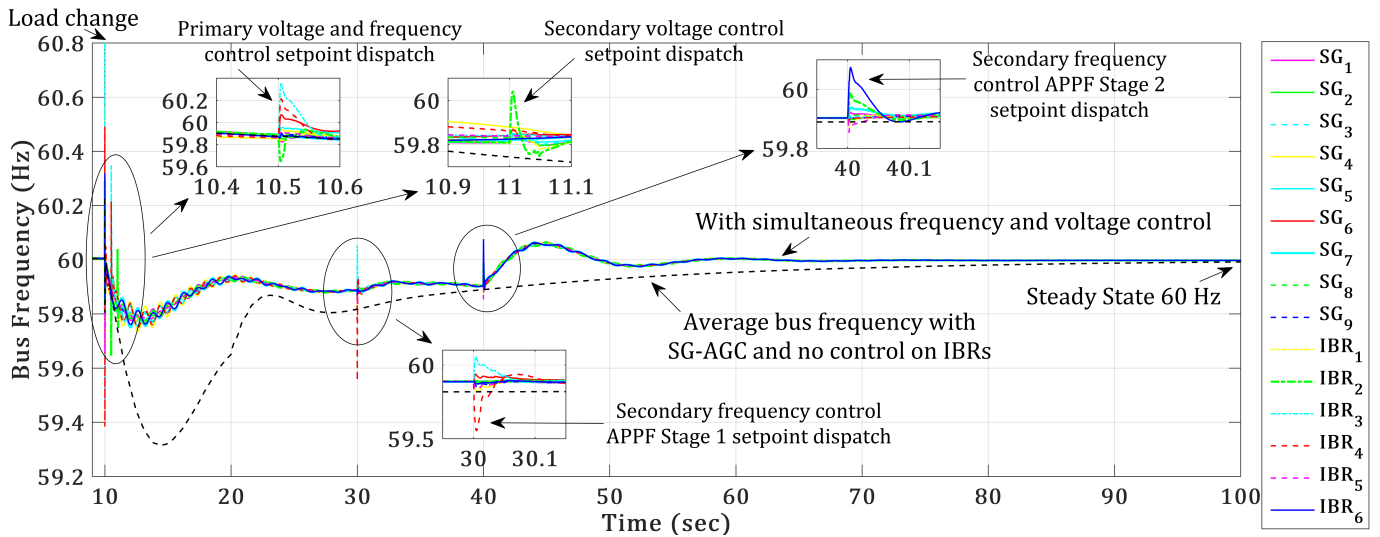 Load change
Primary voltage and frequency
control setpoint dispatch
Secondary voltage control
setpoint dispatch
Secondary frequency
control APPF Stage 2
setpoint dispatch
60.8
60.6
60.4
60.2
60
59.8
59.6
59.4
59.2
Bus Frequency (Hz)
60.2
60
59.8
59.6
10.4 10.5 10.6
60
59.8
10.9 11 11.1
60
59.8
40 40.1
With simultaneous frequency and voltage control
Steady State 60 Hz
Average bus frequency with
SG-AGC and no control on IBRs
60
59.5
30 30.1
Secondary frequency control
APPF Stage 1 setpoint dispatch
10 20 30 40 50 60 70 80 90 100
Time (sec)
SG1
SG2
SG3
SG4
SG5
SG6
SG7
SG8
SG9
IBR1
IBR2
IBR3
IBR4
IBR5
IBR6